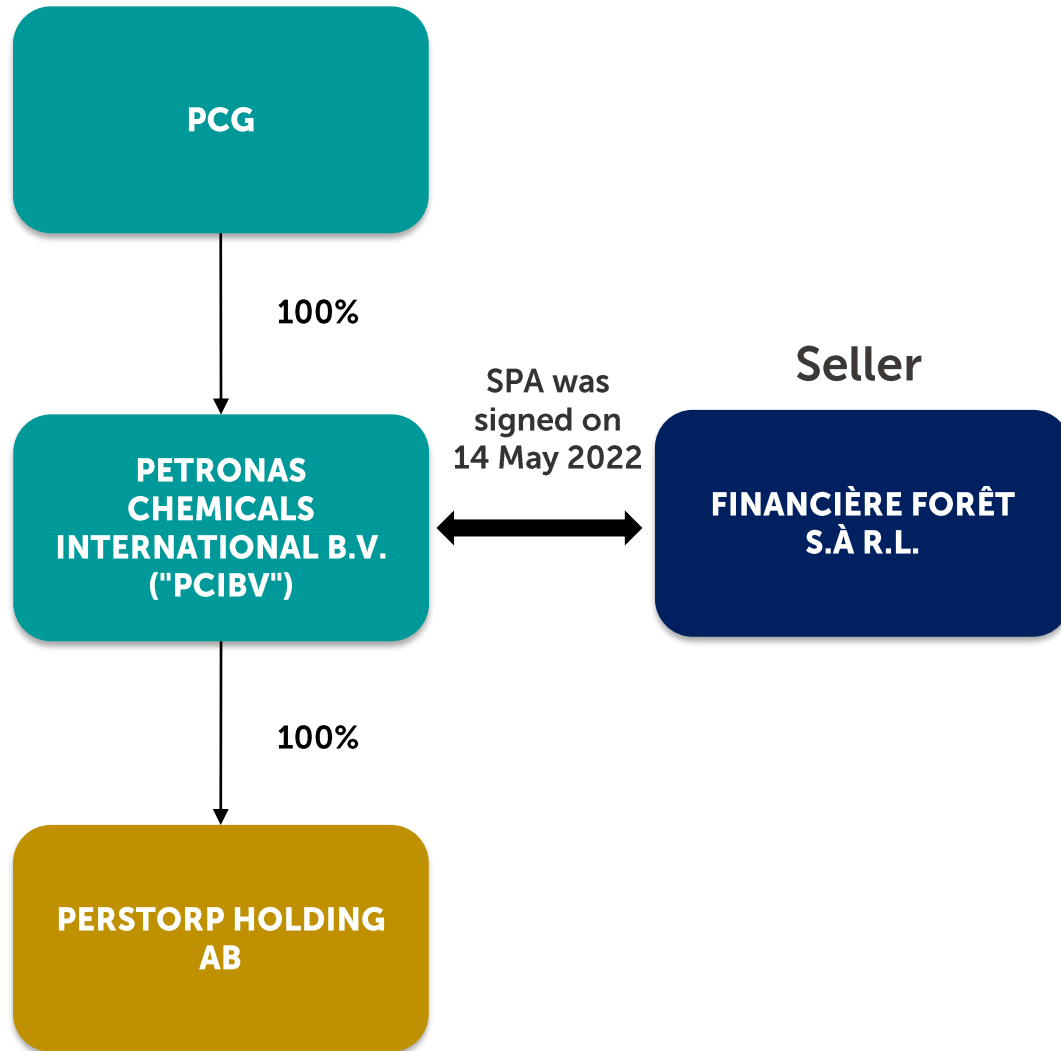 PCG
100%
SPA was
signed on
14 May 2022
Seller
PETRONAS
CHEMICALS
INTERNATIONAL B.V.
("PCIBV")
FINANCIÈRE FORÊT
S.À R.L.
100%
PERSTORP HOLDING
AB